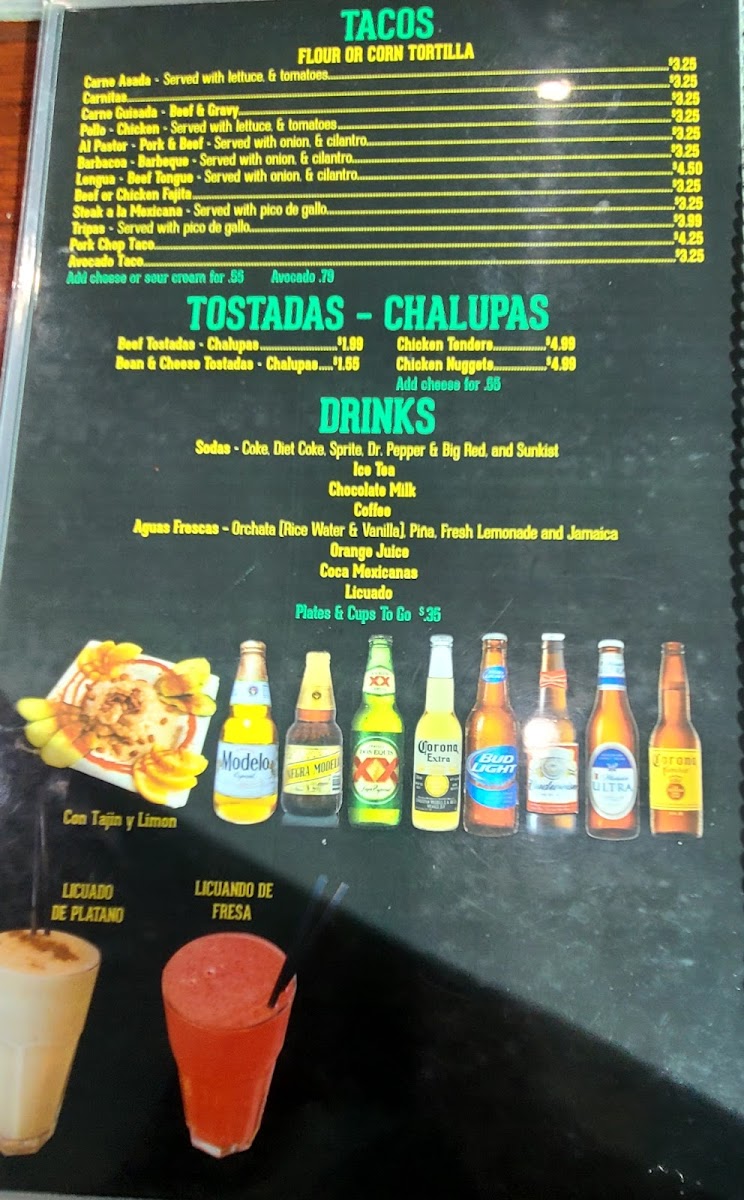 TACOS
FLOUR OR CORN TORTILLA
Carne Asada - Served with lettuce, & tomatoes $3.25
Carnitas $3.25
Carne Guisada - Beef & Gravy $3.25
Pollo - Chicken - Served with lettuce, & tomatoes $3.25
Al Pastor - Pork & Beef - Served with onion, & cilantro $3.25
Barbacoa - Barbeque - Served with onion, & cilantro $3.25
Lengua - Beef Tongue - Served with onion, & cilantro $4.50
Beef or Chicken Fajita $3.25
Steak a la Mexicana - Served with pico de gallo $3.25
Tripas - Served with pico de gallo $3.99
Pork Chop Taco $4.25
Avocado Taco $3.25
Add cheese or sour cream for .55 Avocado .79
TOSTADAS - CHALUPAS
Beef Tostadas - Chalupas $1.99 Chicken Tenders $4.99
Bean & Cheese Tostadas - Chalupas $1.55 Chicken Nuggets $4.99
Add cheese for .55
DRINKS
Sodas - Coke, Diet Coke, Sprite, Dr. Pepper & Big Red, and Sunkist
Ice Tea
Chocolate Milk
Coffee
Aguas Frescas - Orchata (Rice Water & Vanilla), Piña, Fresh Lemonade and Jamaica
Orange Juice
Coca Mexicanas
Licuado
Plates & Cups To Go $.35
Modelo
Especial
NEGRA MODELO
XX
DOS EQUIS
XX
Corona
Extra
BUD
LIGHT
Budweiser
ULTRA
Corona
Con Tajin y Limon
LICUADO
DE PLATANO
LICUANDO DE
FRESA